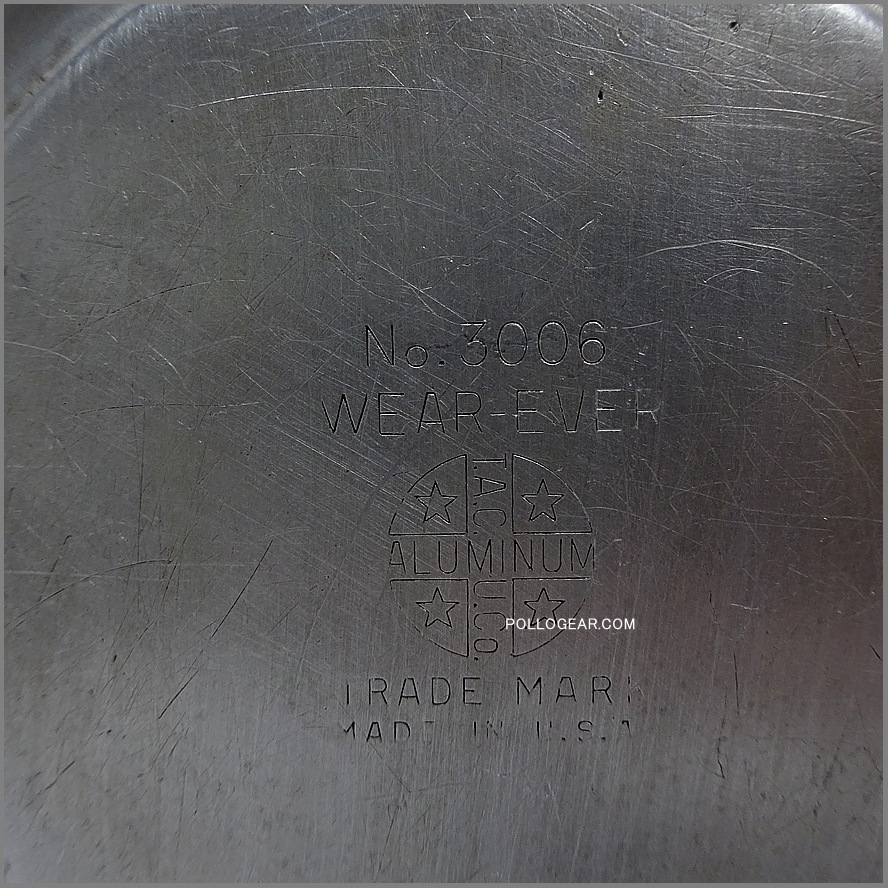 No. 3006
WEAR-EVER
T.A.C.
ALUMINUM
U.Co.
POLLOGEAR.COM
TRADE MARK
MADE IN U.S.A